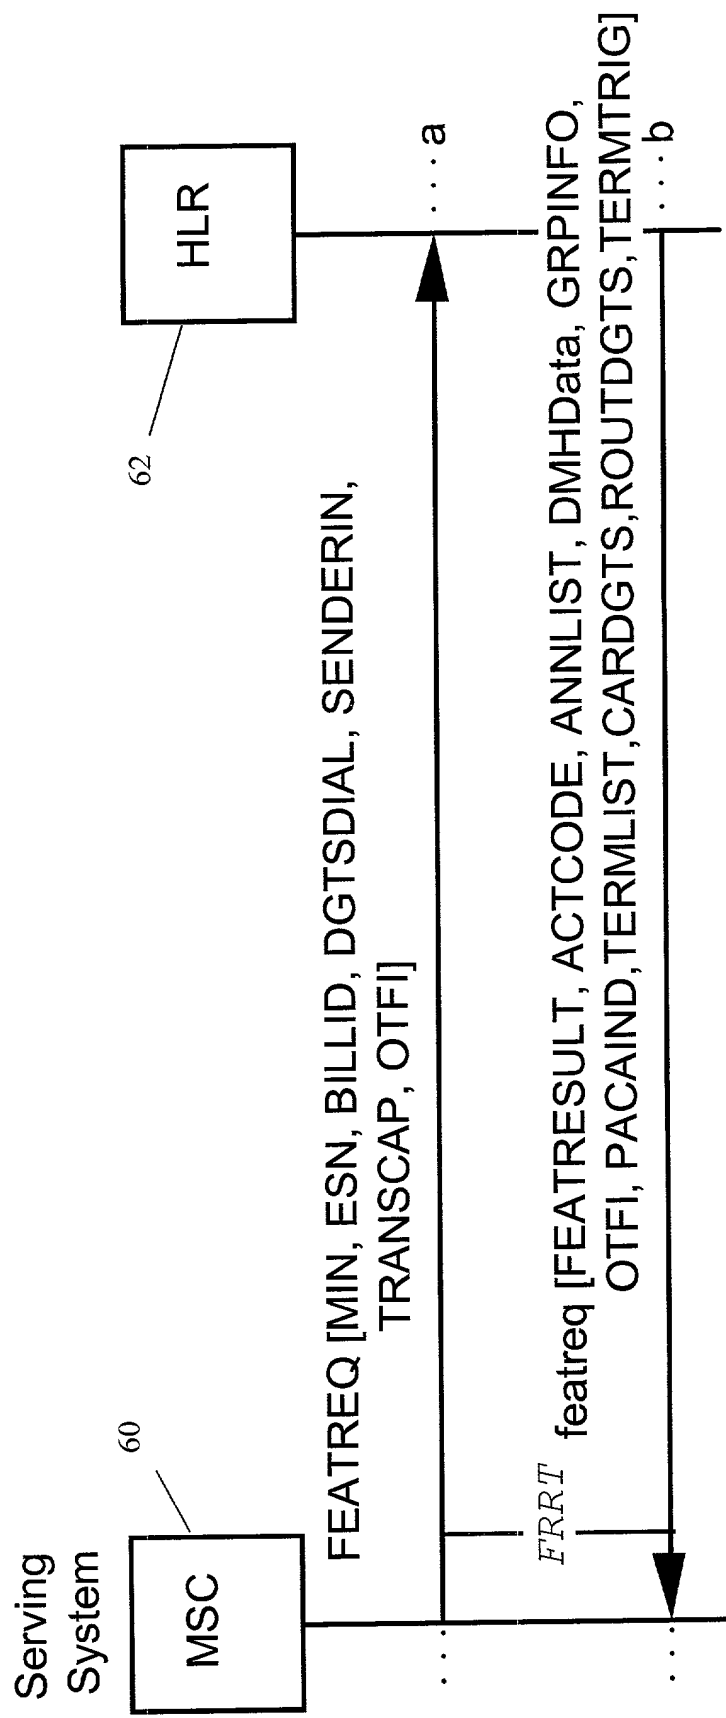 Serving
System
MSC
60
HLR
62
FEATREQ [MIN, ESN, BILLID, DGTSDIAL, SENDERIN,
TRANSCAP, OTFI]
....a
featreq [FEATRESULT, ACTCODE, ANNLIST, DMHData, GRPINFO,
OTFI, PACAIND,TERMLIST,CARDGTS,ROUTDGTS,TERMTRIG]
....b
FRRT